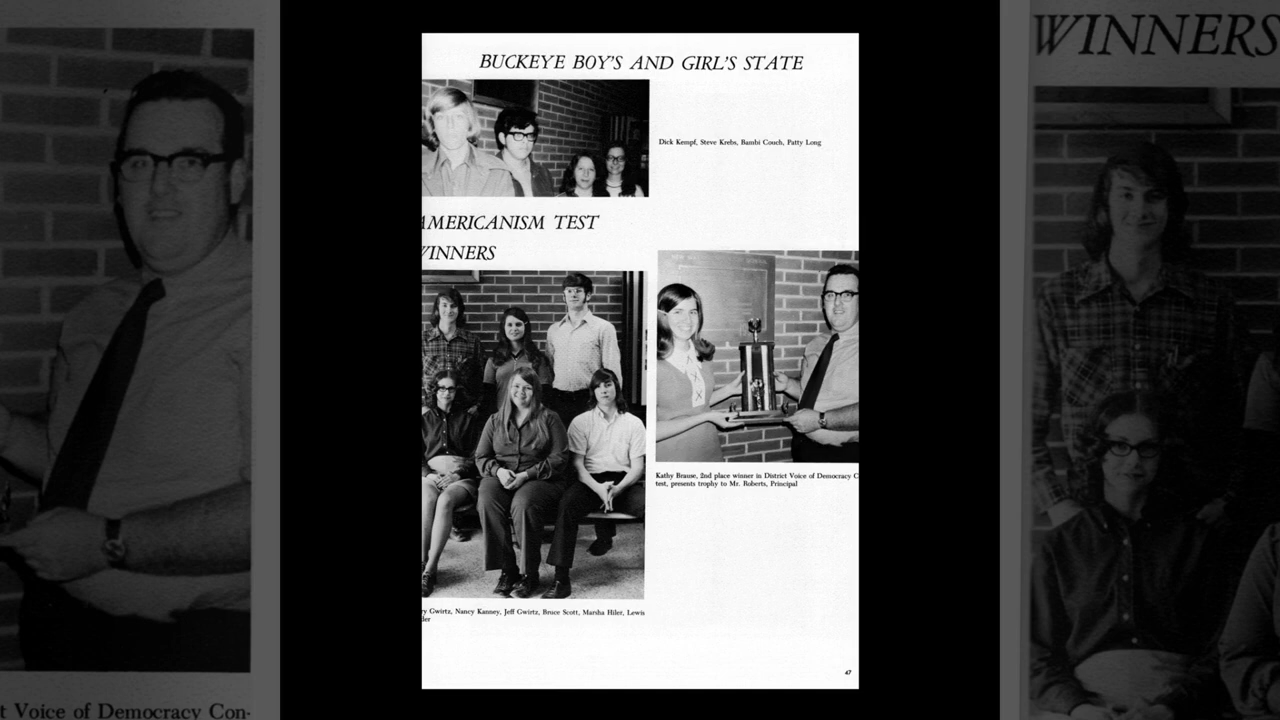 BUCKEYE BOY'S AND GIRL'S STATE
Dick Kempf, Steve Krebs, Bambi Couch, Patty Long
AMERICANISM TEST
WINNERS
Kathy Brause, 2nd place winner in District Voice of Democracy C
test, presents trophy to Mr. Roberts, Principal
ry Gwirtz, Nancy Kanney, Jeff Gwirtz, Bruce Scott, Marsha Hiler, Lewis
ler
47
t Voice of Democracy Con-
WINNERS